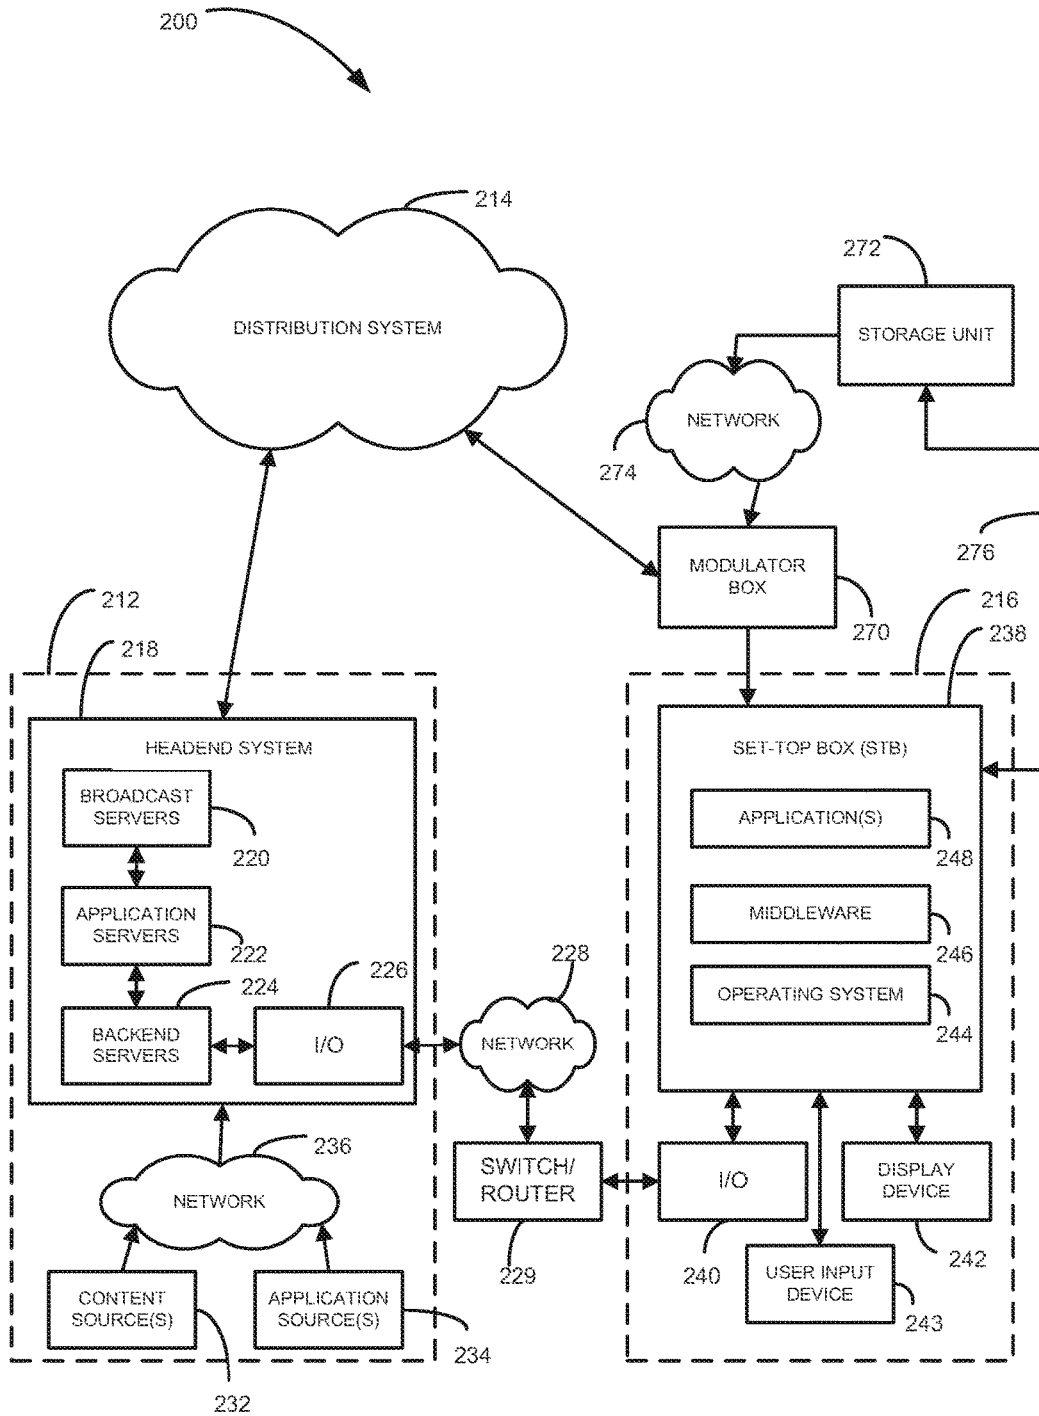 200
214
DISTRIBUTION SYSTEM
272
STORAGE UNIT
NETWORK
274
276
MODULATOR
BOX
270
212
218
216
238
HEADEND SYSTEM
BROADCAST
SERVERS
220
APPLICATION
SERVERS
222
224
226
BACKEND
SERVERS
I/O
228
NETWORK
SET-TOP BOX (STB)
APPLICATION(S)
248
MIDDLEWARE
246
OPERATING SYSTEM
244
236
NETWORK
SWITCH/
ROUTER
229
I/O
240
DISPLAY
DEVICE
242
USER INPUT
DEVICE
243
CONTENT
SOURCE(S)
232
APPLICATION
SOURCE(S)
234